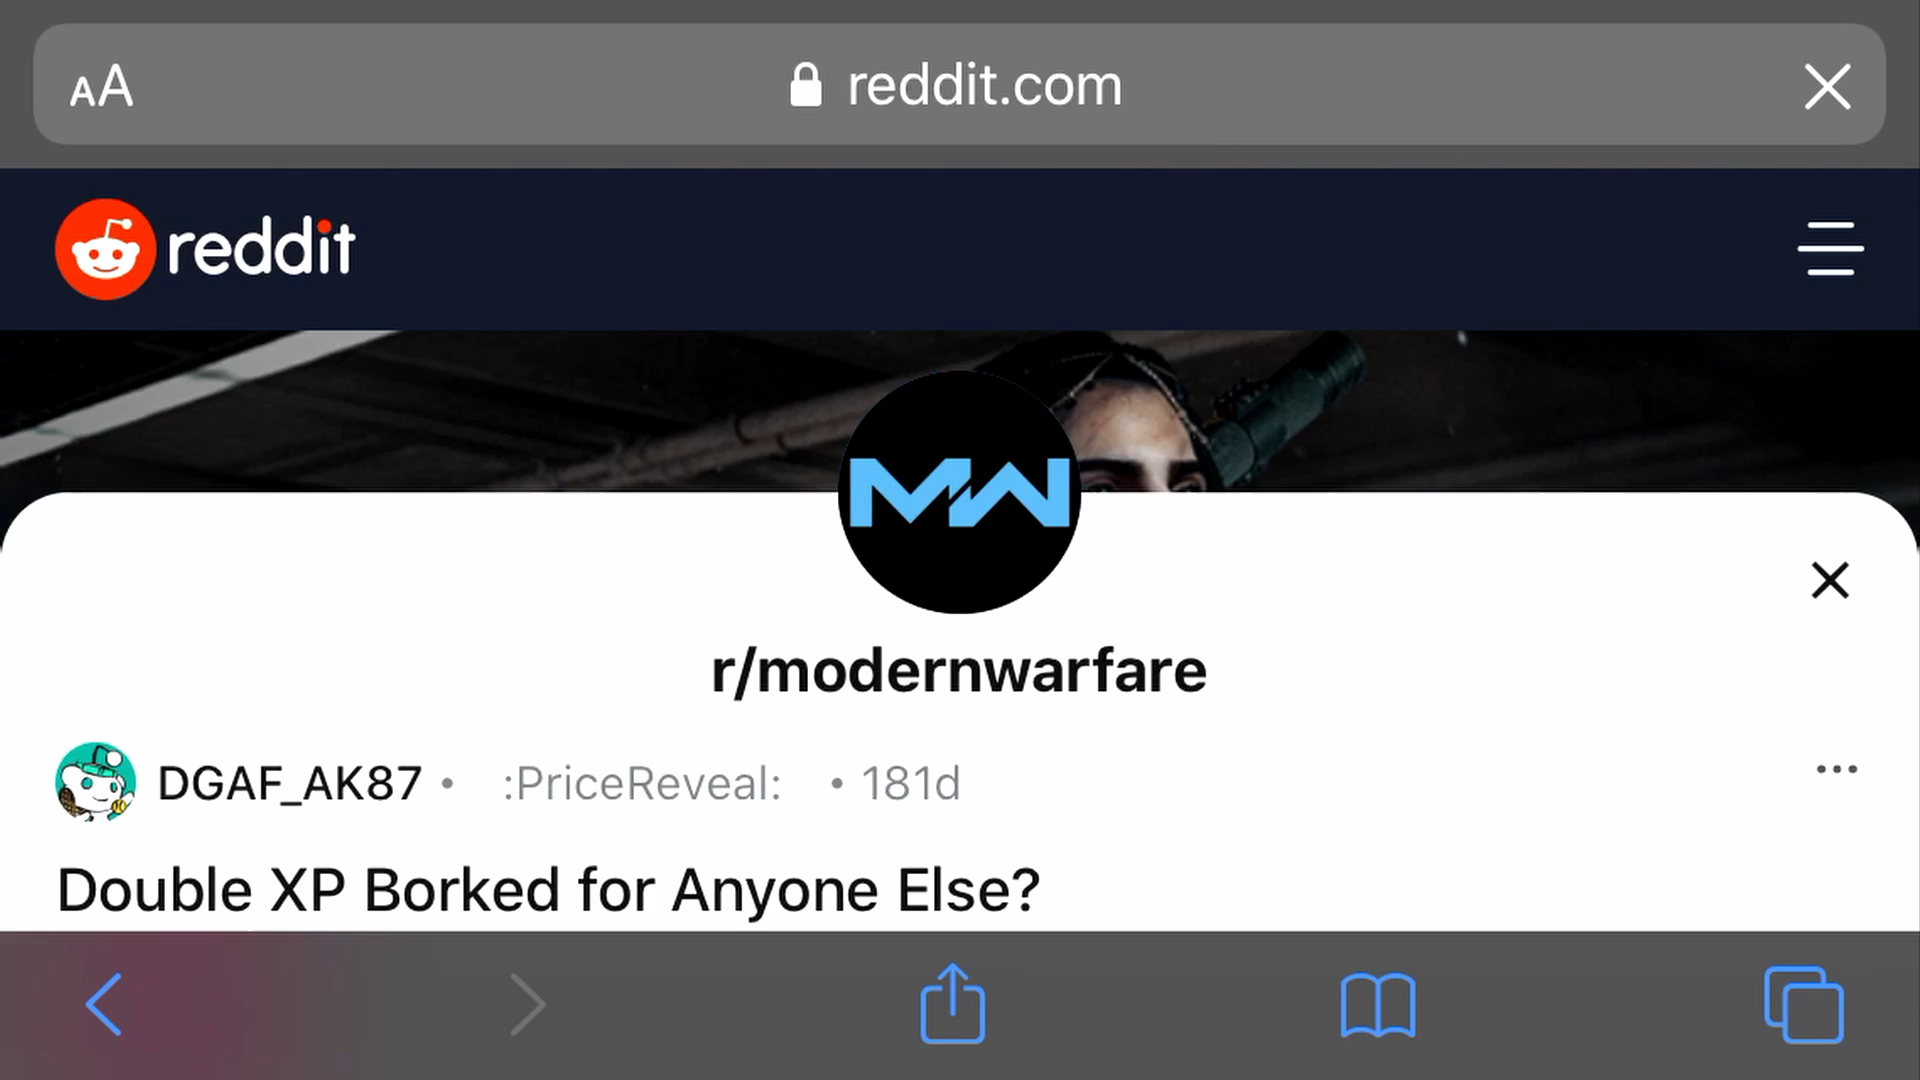 AA
reddit.com
reddit
MW
r/modernwarfare
DGAF_AK87 • :PriceReveal: • 181d
Double XP Borked for Anyone Else?